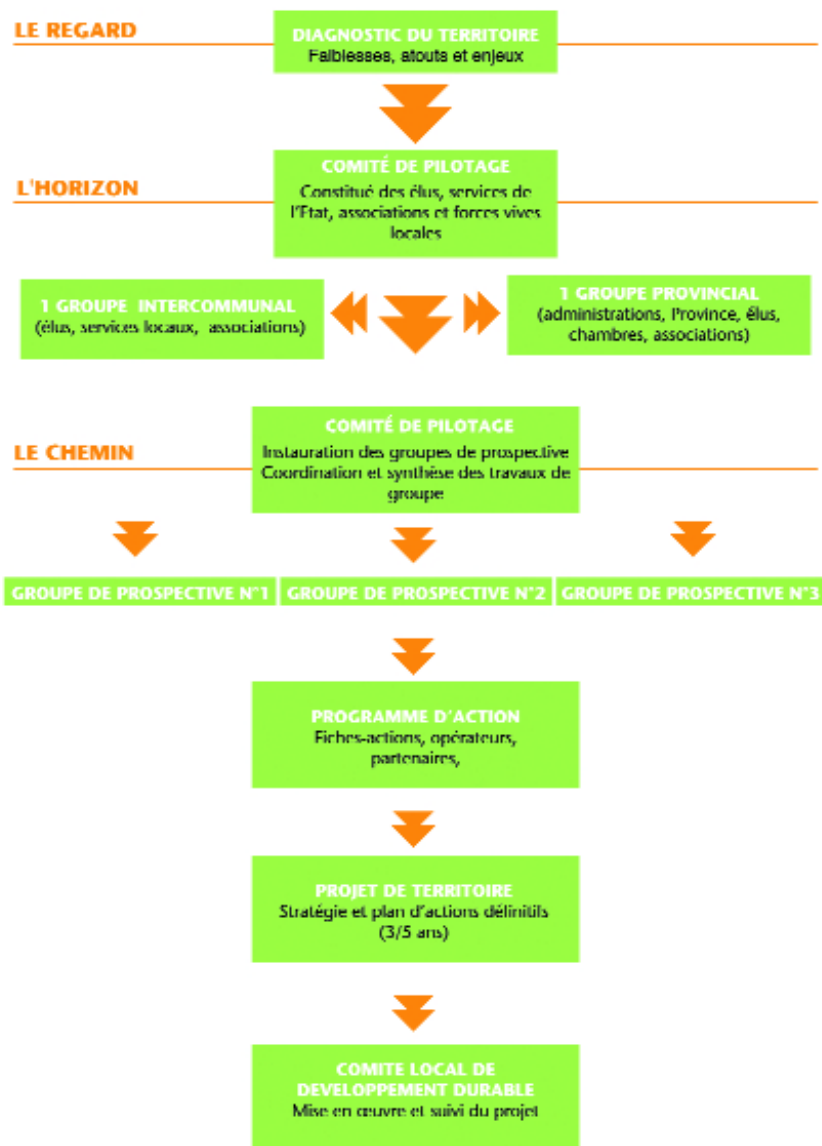 LE REGARD
DIAGNOSTIC DU TERRITOIRE
Faiblesses, atouts et enjeux
L'HORIZON
COMITÉ DE PILOTAGE
Constitué des élus, services de
l'Etat, associations et forces vives
locales
1 GROUPE INTERCOMMUNAL
(élus, services locaux, associations)
1 GROUPE PROVINCIAL
(administrations, Province, élus,
chambres, associations)
LE CHEMIN
COMITÉ DE PILOTAGE
Instauration des groupes de prospective
Coordination et synthèse des travaux de
groupe
GROUPE DE PROSPECTIVE N°1
GROUPE DE PROSPECTIVE N°2
GROUPE DE PROSPECTIVE N°3
PROGRAMME D'ACTION
Fiches-actions, opérateurs,
partenaires,
PROJET DE TERRITOIRE
Stratégie et plan d'actions définitifs
(3/5 ans)
COMITE LOCAL DE
DEVELOPPEMENT DURABLE
Mise en œuvre et suivi du projet